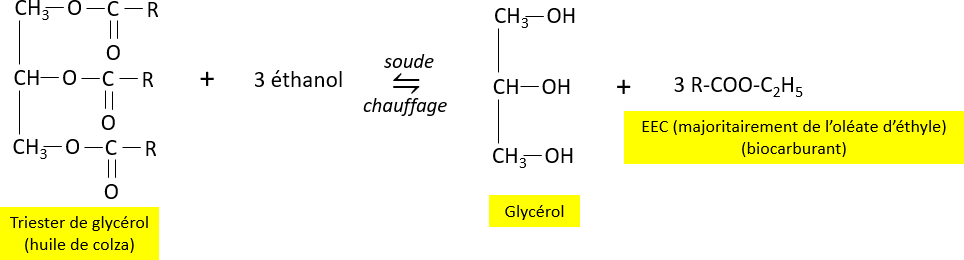 CH₃—O—C—R
O
CH—O—C—R
O
CH₃—O—C—R
O
+
3 éthanol
soude
chauffage
CH₃—OH
CH—OH
CH₃—OH
+
3 R-COO-C₂H₅
EEC (majoritairement de l’oléate d’éthyle)
(biocarburant)
Glycérol
Triester de glycérol
(huile de colza)